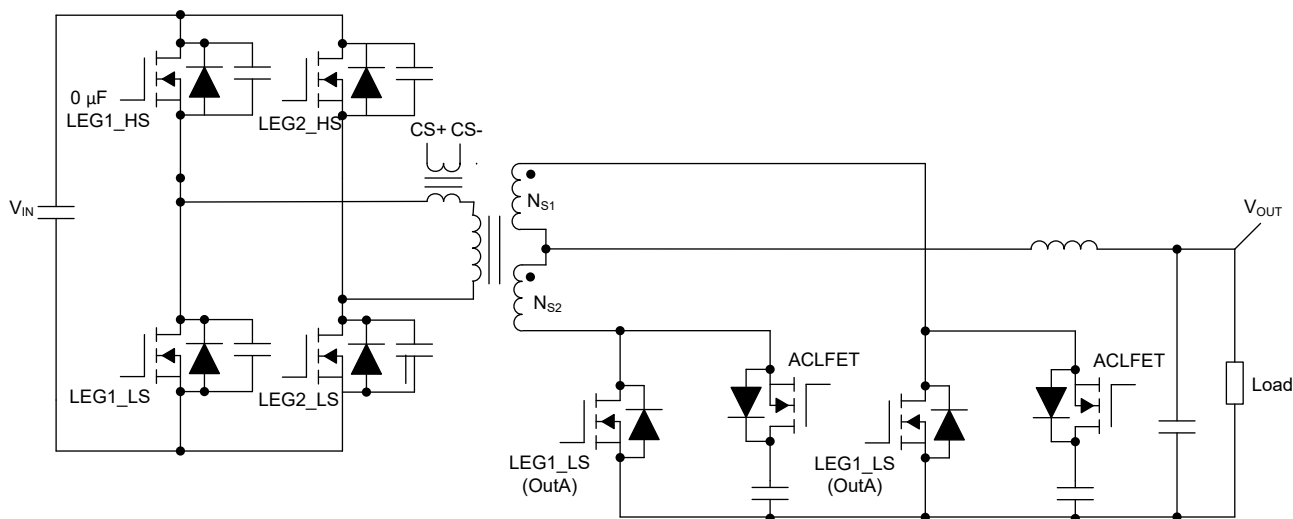 0 µF
LEG1_HS
LEG2_HS
CS+ CS-
VIN
NS1
NS2
VOUT
LEG1_LS
LEG2_LS
ACLFET
ACLFET
Load
LEG1_LS
(OutA)
LEG1_LS
(OutA)